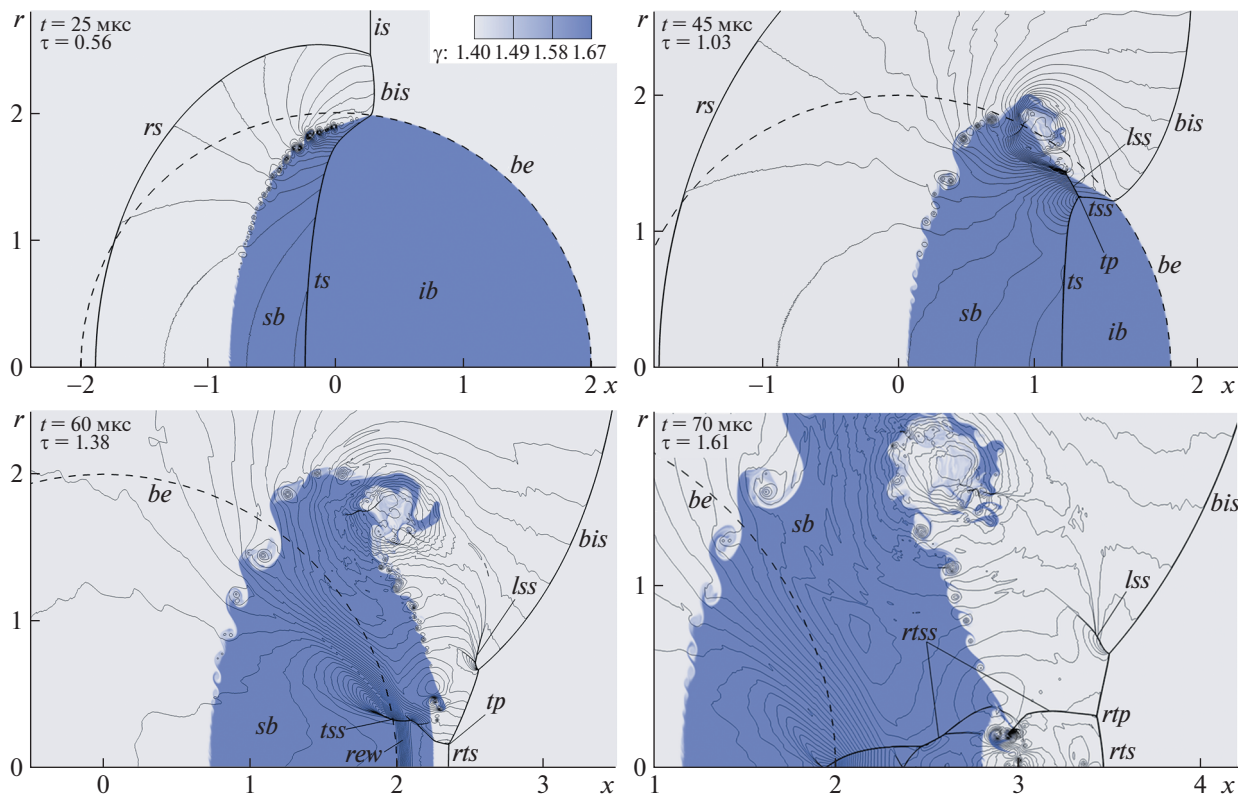 r
t = 25 мкс
τ = 0.56
is
γ: 1.40 1.49 1.58 1.67
2
rs
bis
be
1
ts
ib
sb
0
−2 −1 0 1 2 x
r
t = 45 мкс
τ = 1.03
2
lss
bis
tss
1
tp
be
ts
sb
ib
0
−1 0 1 2 x
r
t = 60 мкс
τ = 1.38
2
be
bis
lss
1
tp
sb
tss
rew
rts
0
0 1 2 3 x
r
t = 70 мкс
τ = 1.61
2
be
sb
bis
lss
1
rtss
rtp
rts
0
1 2 3 4 x